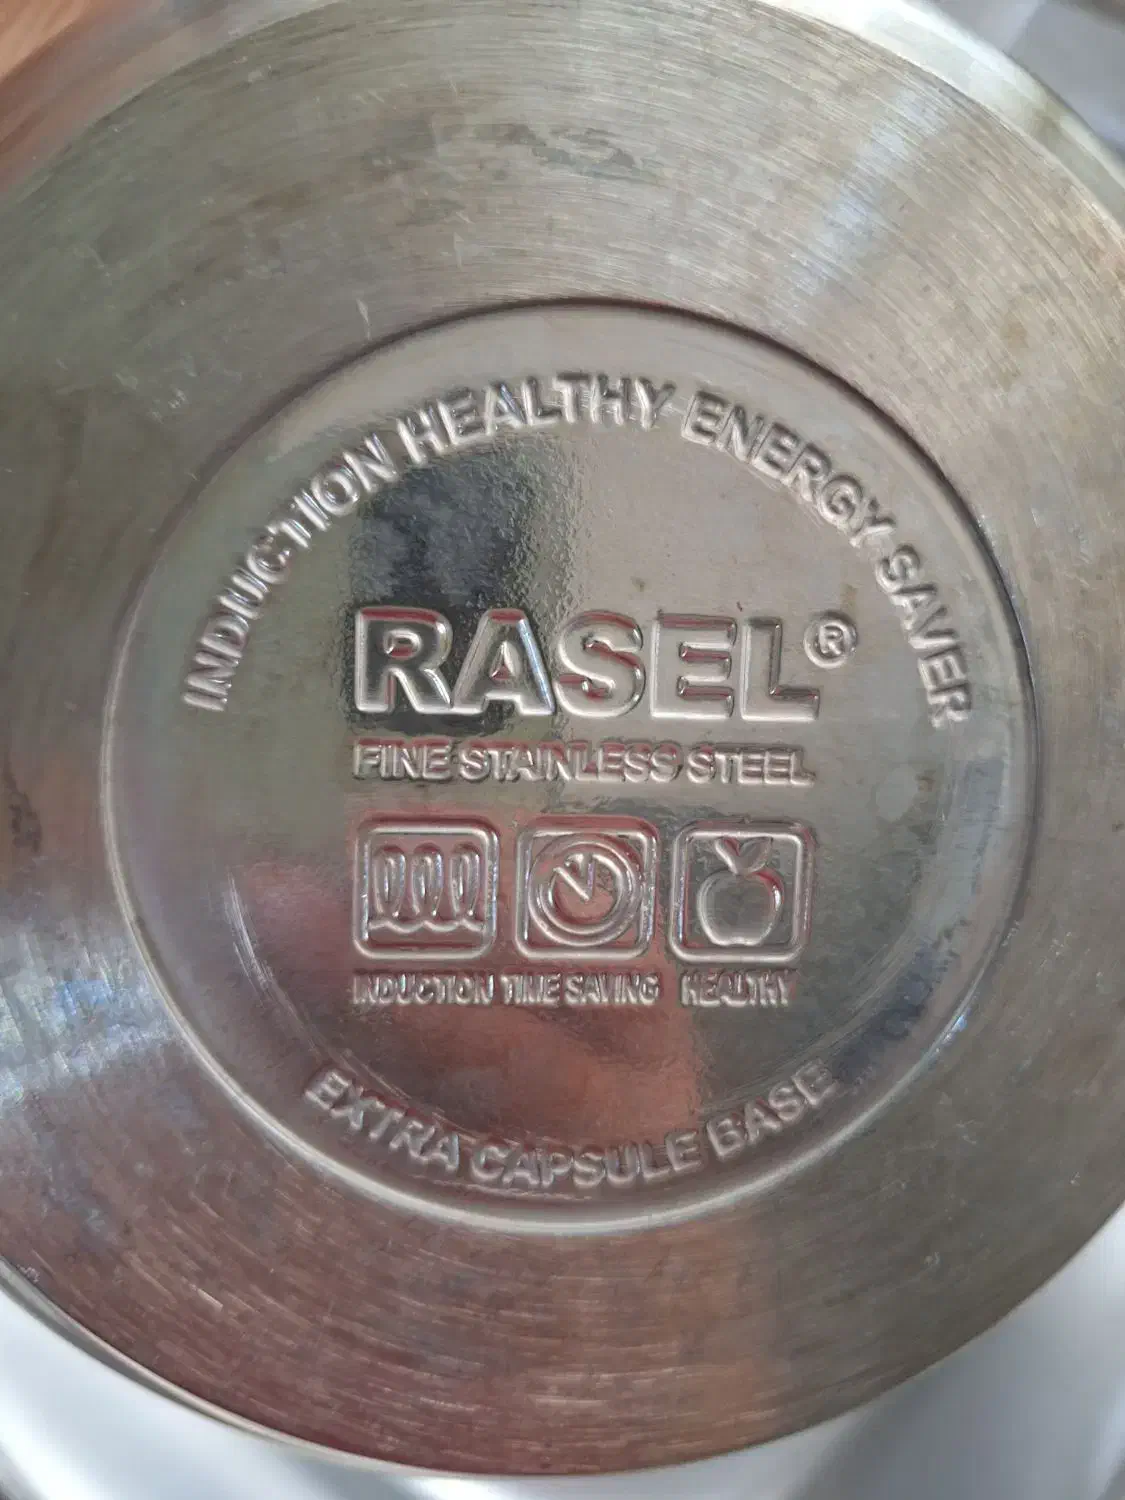 INDUCTION HEALTHY ENERGY SAVER
RASEL®
FINE STAINLESS STEEL
INDUCTION TIME SAVING HEALTHY
EXTRA CAPSULE BASE